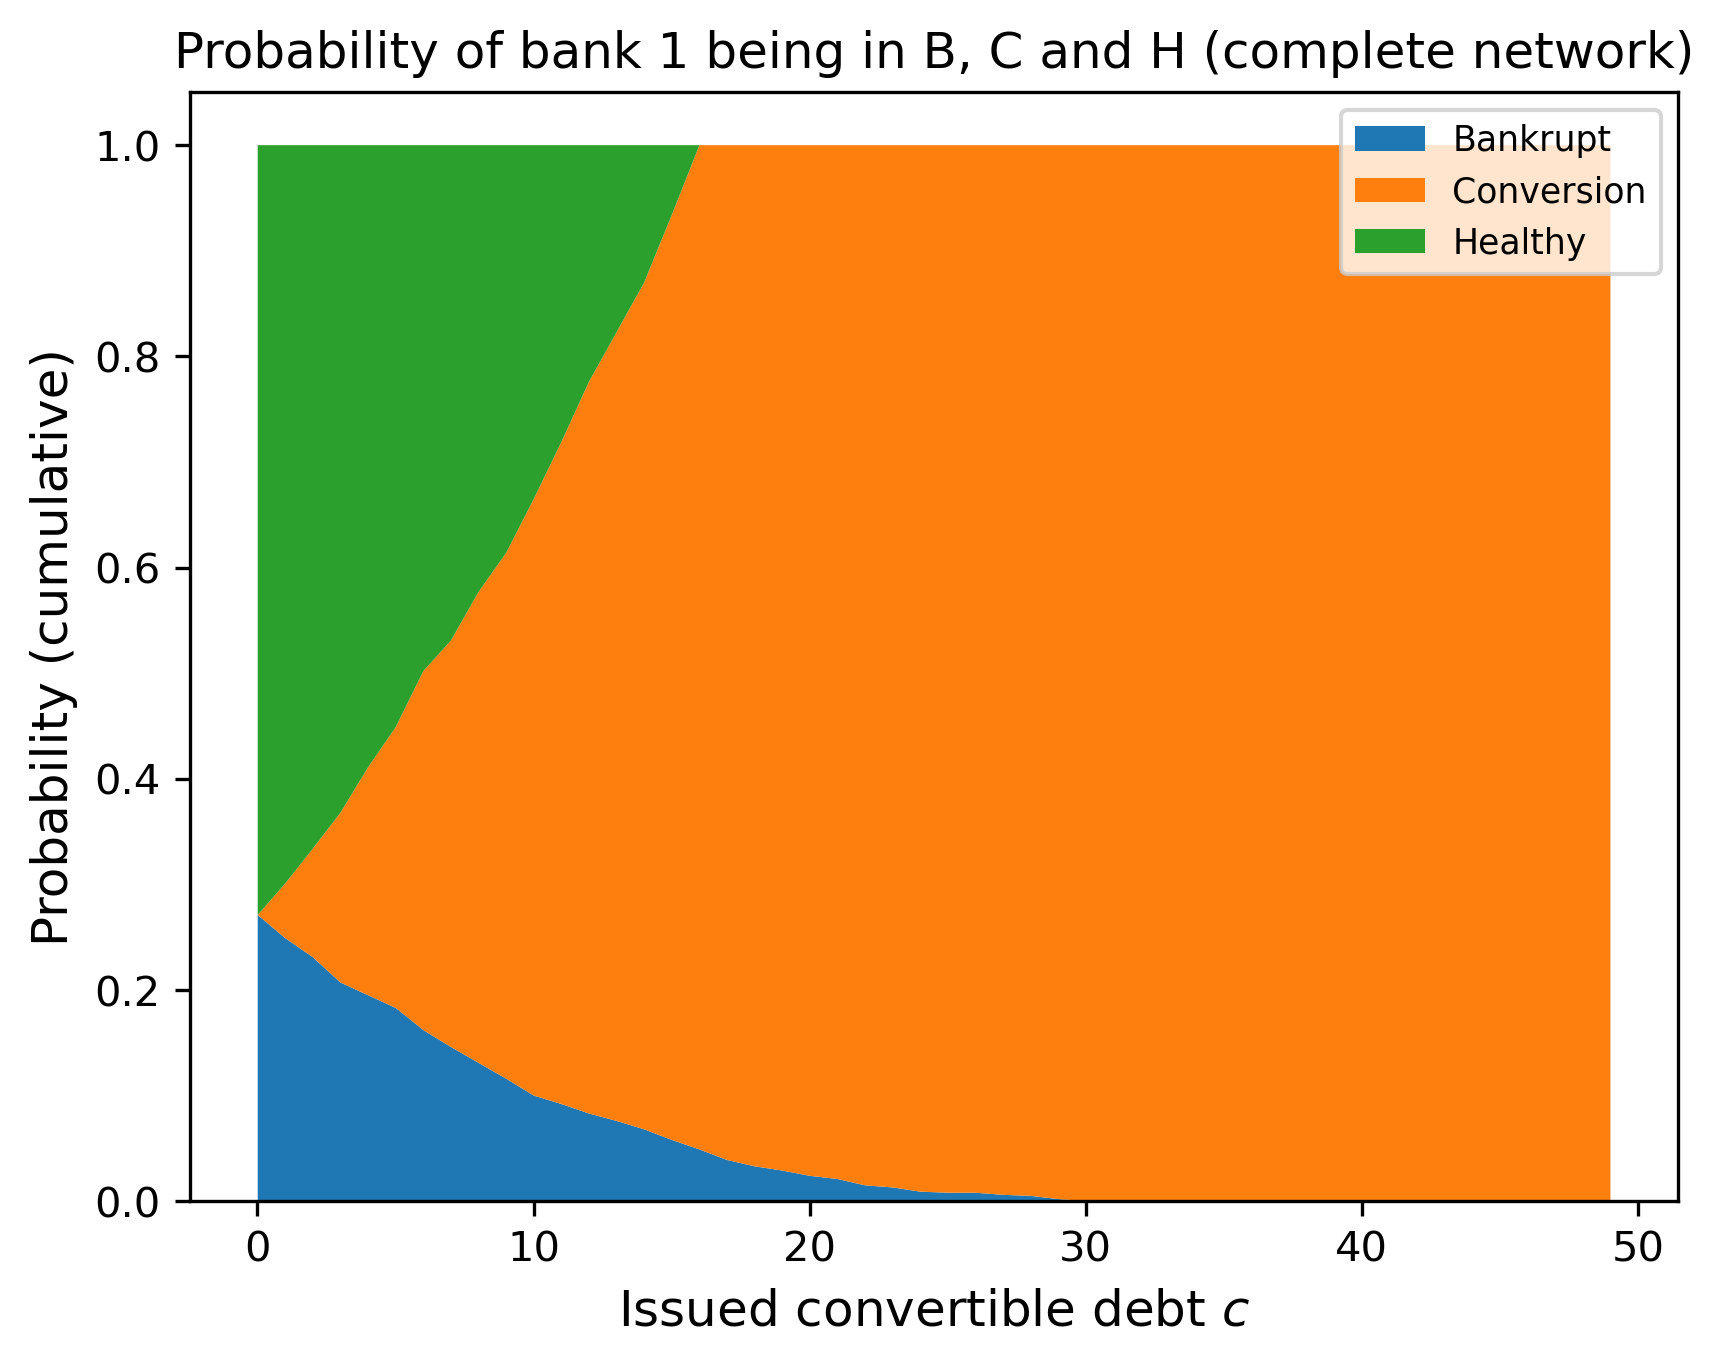 Probability of bank 1 being in B, C and H (complete network)
Bankrupt
Conversion
Healthy
Probability (cumulative)
1.0
0.8
0.6
0.4
0.2
0.0
0 10 20 30 40 50
Issued convertible debt c